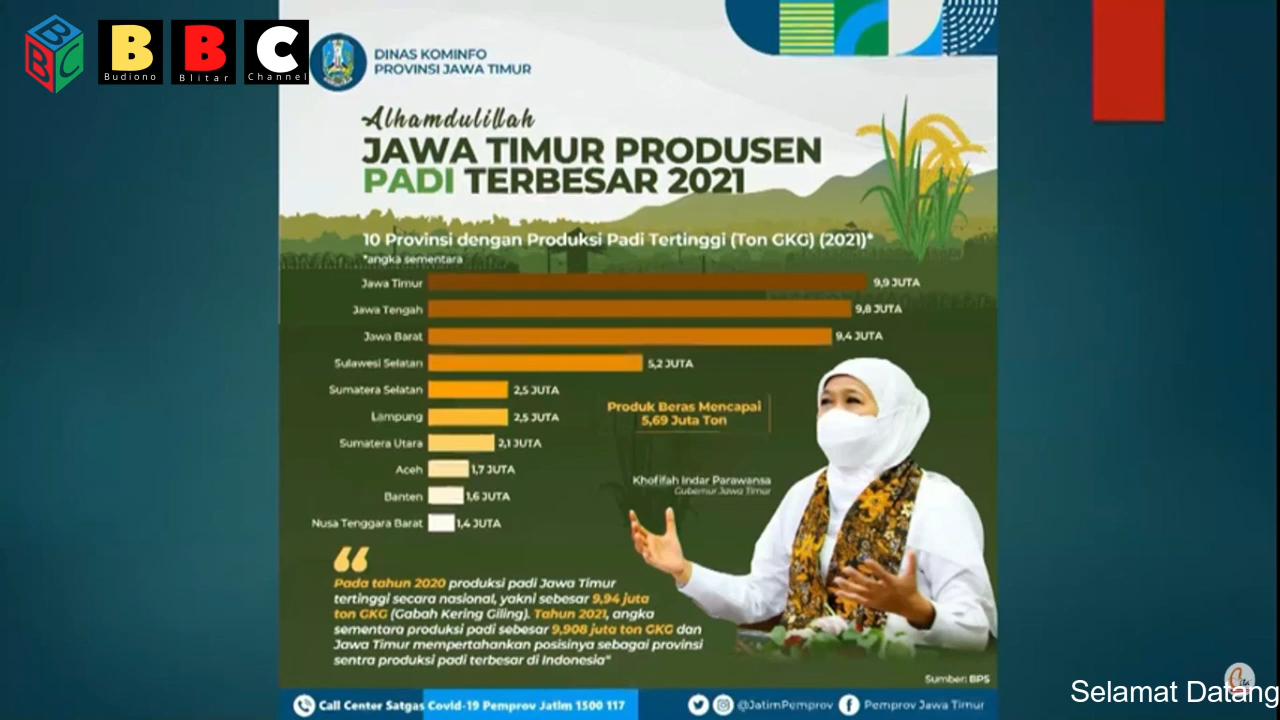 B B C
Budiono Blitar Channel
B
B
C
DINAS KOMINFO
PROVINSI JAWA TIMUR
Alhamdulillah
JAWA TIMUR PRODUSEN
PADI TERBESAR 2021
10 Provinsi dengan Produksi Padi Tertinggi (Ton GKG) (2021)*
*angka sementara
Jawa Timur 9,9 JUTA
Jawa Tengah 9,8 JUTA
Jawa Barat 9,4 JUTA
Sulawesi Selatan 5,2 JUTA
Sumatera Selatan 2,5 JUTA
Lampung 2,5 JUTA
Sumatera Utara 2,1 JUTA
Aceh 1,7 JUTA
Banten 1,6 JUTA
Nusa Tenggara Barat 1,4 JUTA
Produk Beras Mencapai
5,69 Juta Ton
Khofifah Indar Parawansa
Gubernur Jawa Timur
“
Pada tahun 2020 produksi padi Jawa Timur
tertinggi secara nasional, yakni sebesar 9,94 juta
ton GKG (Gabah Kering Giling). Tahun 2021, angka
sementara produksi padi sebesar 9,908 juta ton GKG dan
Jawa Timur mempertahankan posisinya sebagai provinsi
sentra produksi padi terbesar di Indonesia"
Sumber: BPS
Call Center Satgas Covid-19 Pemprov Jatim 1500 117
@JatimPemprov Pemprov Jawa Timur
Selamat Datang